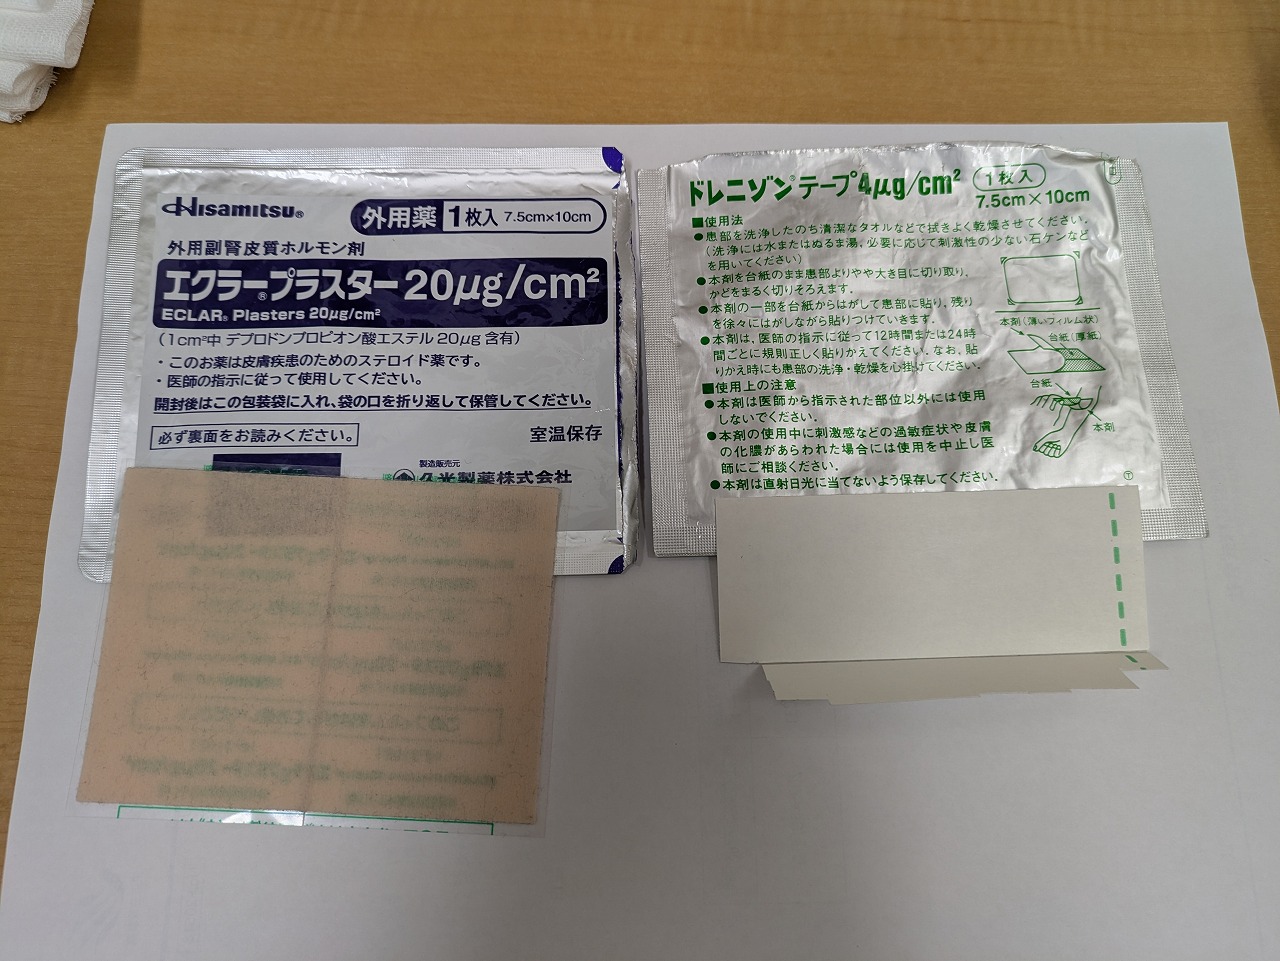 Hisamitsu®
外用薬 1枚入 7.5cm×10cm
外用副腎皮質ホルモン剤
エクラー®プラスター 20μg/cm²
ECLAR® Plasters 20μg/cm²
(1cm²中 デプロドンプロピオン酸エステル 20μg 含有)
・このお薬は皮膚疾患のためのステロイド薬です。
・医師の指示に従って使用してください。
開封後はこの包装袋に入れ、袋の口を折り返して保管してください。
必ず裏面をお読みください。
室温保存
製造販売元
久光製薬株式会社
ドレニゾン®テープ4μg/cm² 1枚入
7.5cm×10cm
■使用法
●患部を洗浄したのち清潔なタオルなどで拭きよく乾燥させてください。
(洗浄には水またはぬるま湯、必要に応じて刺激性の少ない石ケンなど
を用いてください)
●本剤を台紙のまま患部よりやや大き目に切り取り、
かどをまるく切りそろえます。
●本剤の一部を台紙からはがして患部に貼り、残り
を徐々にはがしながら貼りつけていきます。
●本剤は、医師の指示に従って12時間または24時
間ごとに規則正しく貼りかえてください。なお、貼
りかえ時にも患部の洗浄・乾燥を心掛けてください。
本剤(薄いフィルム状)
台紙(厚紙)
台紙
本剤
■使用上の注意
●本剤は医師から指示された部位以外には使用
しないでください。
●本剤の使用中に刺激感などの過敏症状や皮膚
の化膿があらわれた場合には使用を中止し医
師にご相談ください。
●本剤は直射日光に当てないよう保存してください。
Ⓣ